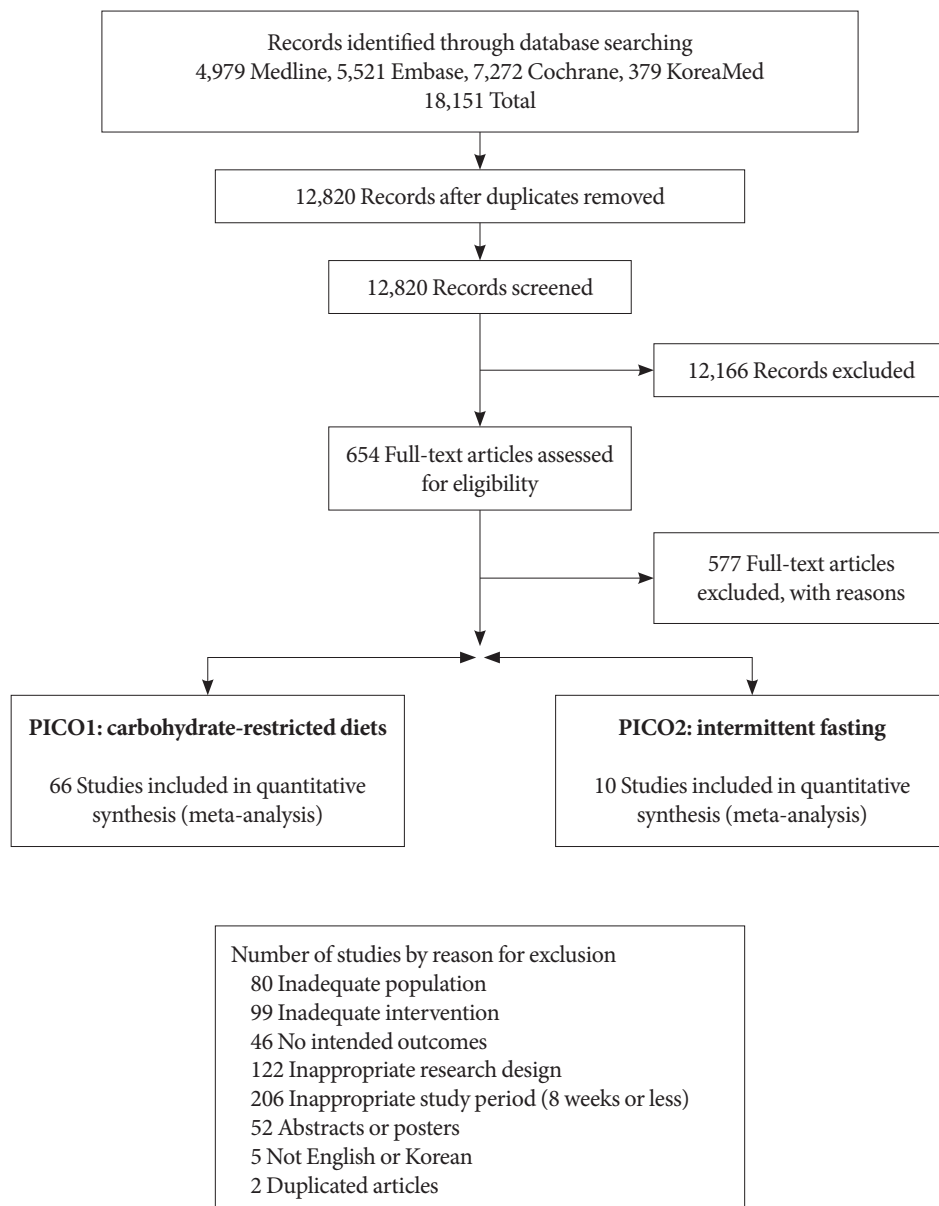 Records identified through database searching
4,979 Medline, 5,521 Embase, 7,272 Cochrane, 379 KoreaMed
18,151 Total
12,820 Records after duplicates removed
12,820 Records screened
12,166 Records excluded
654 Full-text articles assessed
for eligibility
577 Full-text articles
excluded, with reasons
PICO1: carbohydrate-restricted diets
66 Studies included in quantitative
synthesis (meta-analysis)
PICO2: intermittent fasting
10 Studies included in quantitative
synthesis (meta-analysis)
Number of studies by reason for exclusion
80 Inadequate population
99 Inadequate intervention
46 No intended outcomes
122 Inappropriate research design
206 Inappropriate study period (8 weeks or less)
52 Abstracts or posters
5 Not English or Korean
2 Duplicated articles